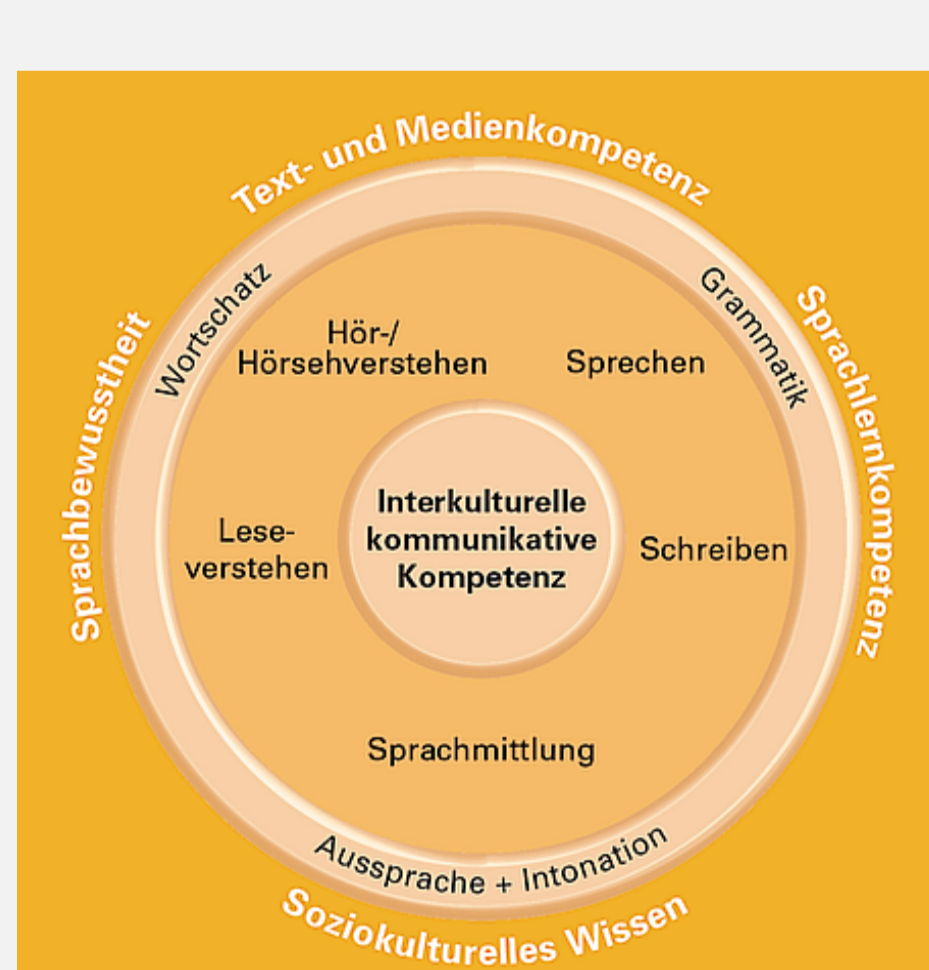 Text- und Medienkompetenz
Sprachbewusstheit
Sprachlernkompetenz
Wortschatz
Grammatik
Hör-/
Hörsehverstehen
Sprechen
Lese-
verstehen
Interkulturelle
kommunikative
Kompetenz
Schreiben
Sprachmittlung
Aussprache + Intonation
Soziokulturelles Wissen